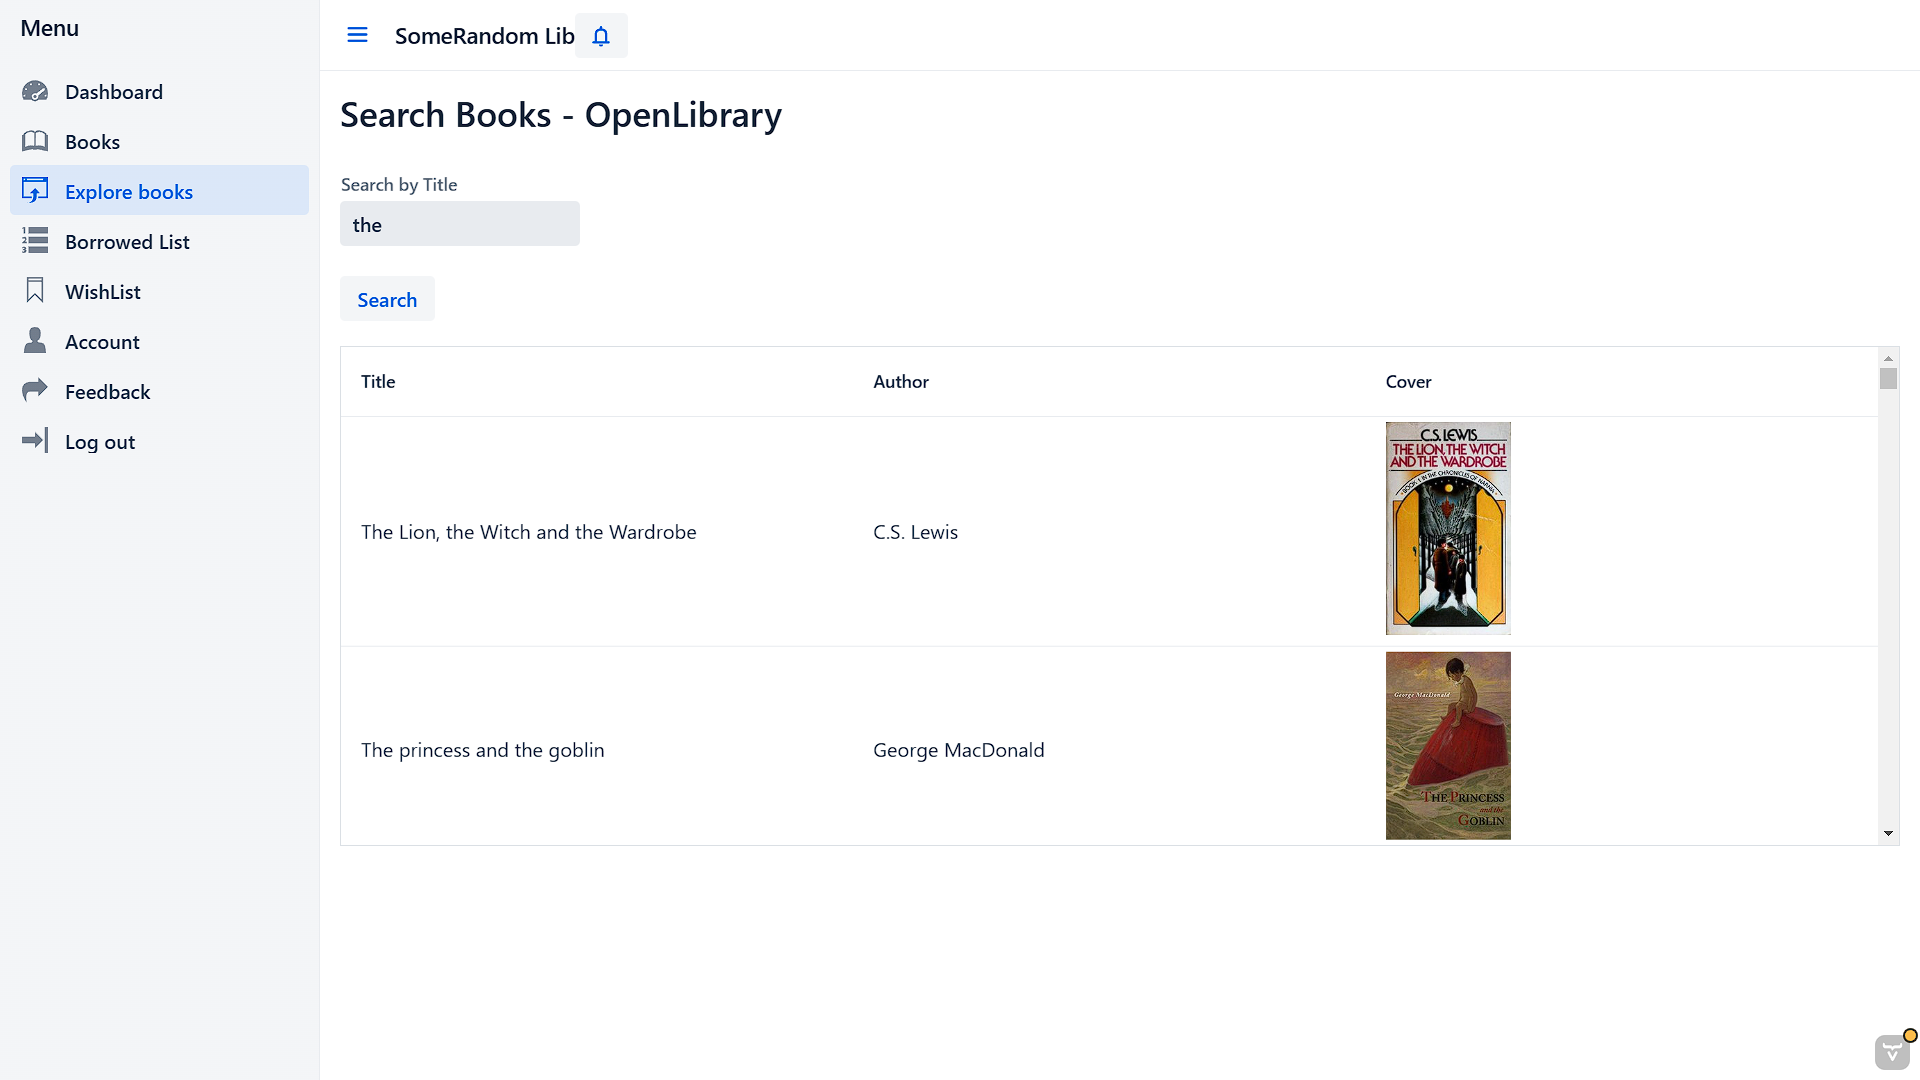 Menu
Dashboard
Books
Explore books
1
2
3
Borrowed List
WishList
Account
Feedback
Log out
SomeRandom Lib
Search Books - OpenLibrary
Search by Title
the
Search
Title Author Cover
The Lion, the Witch and the Wardrobe
C.S. Lewis
C.S. LEWIS
THE LION, THE WITCH
AND THE WARDROBE
BOOK 1 IN THE CHRONICLES OF NARNIA
The princess and the goblin
George MacDonald
George MacDonald
THE PRINCESS
and the
GOBLIN